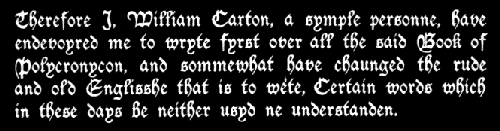 Therefore I, William Caxton, a symple personne, have
endevoyred me to wryte fyrst over all the said Book of
Polycronycon, and sommewhat have chaunged the rude
and old Englisshe that is to wête, Certain words which
in these days be neither usyd ne understanden.